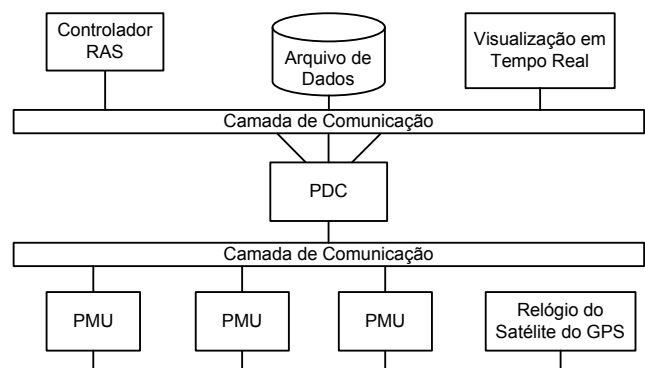 Controlador
RAS
Arquivo de
Dados
Visualização em
Tempo Real
Camada de Comunicação
PDC
Camada de Comunicação
PMU
PMU
PMU
Relógio do
Satélite do GPS